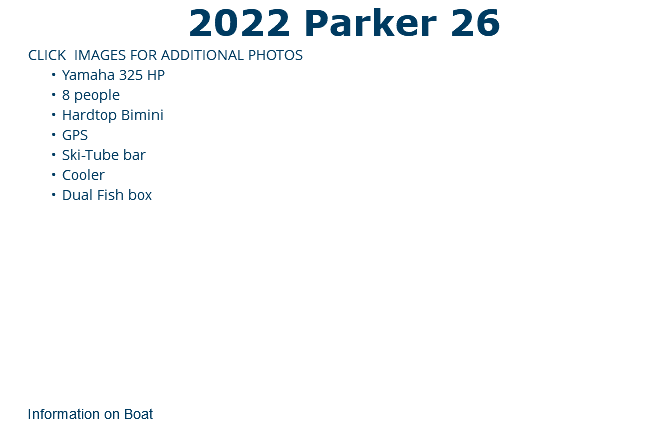 2022 Parker 26
CLICK  IMAGES FOR ADDITIONAL PHOTOS
• Yamaha 325 HP
• 8 people
• Hardtop Bimini
• GPS
• Ski-Tube bar
• Cooler
• Dual Fish box
Information on Boat